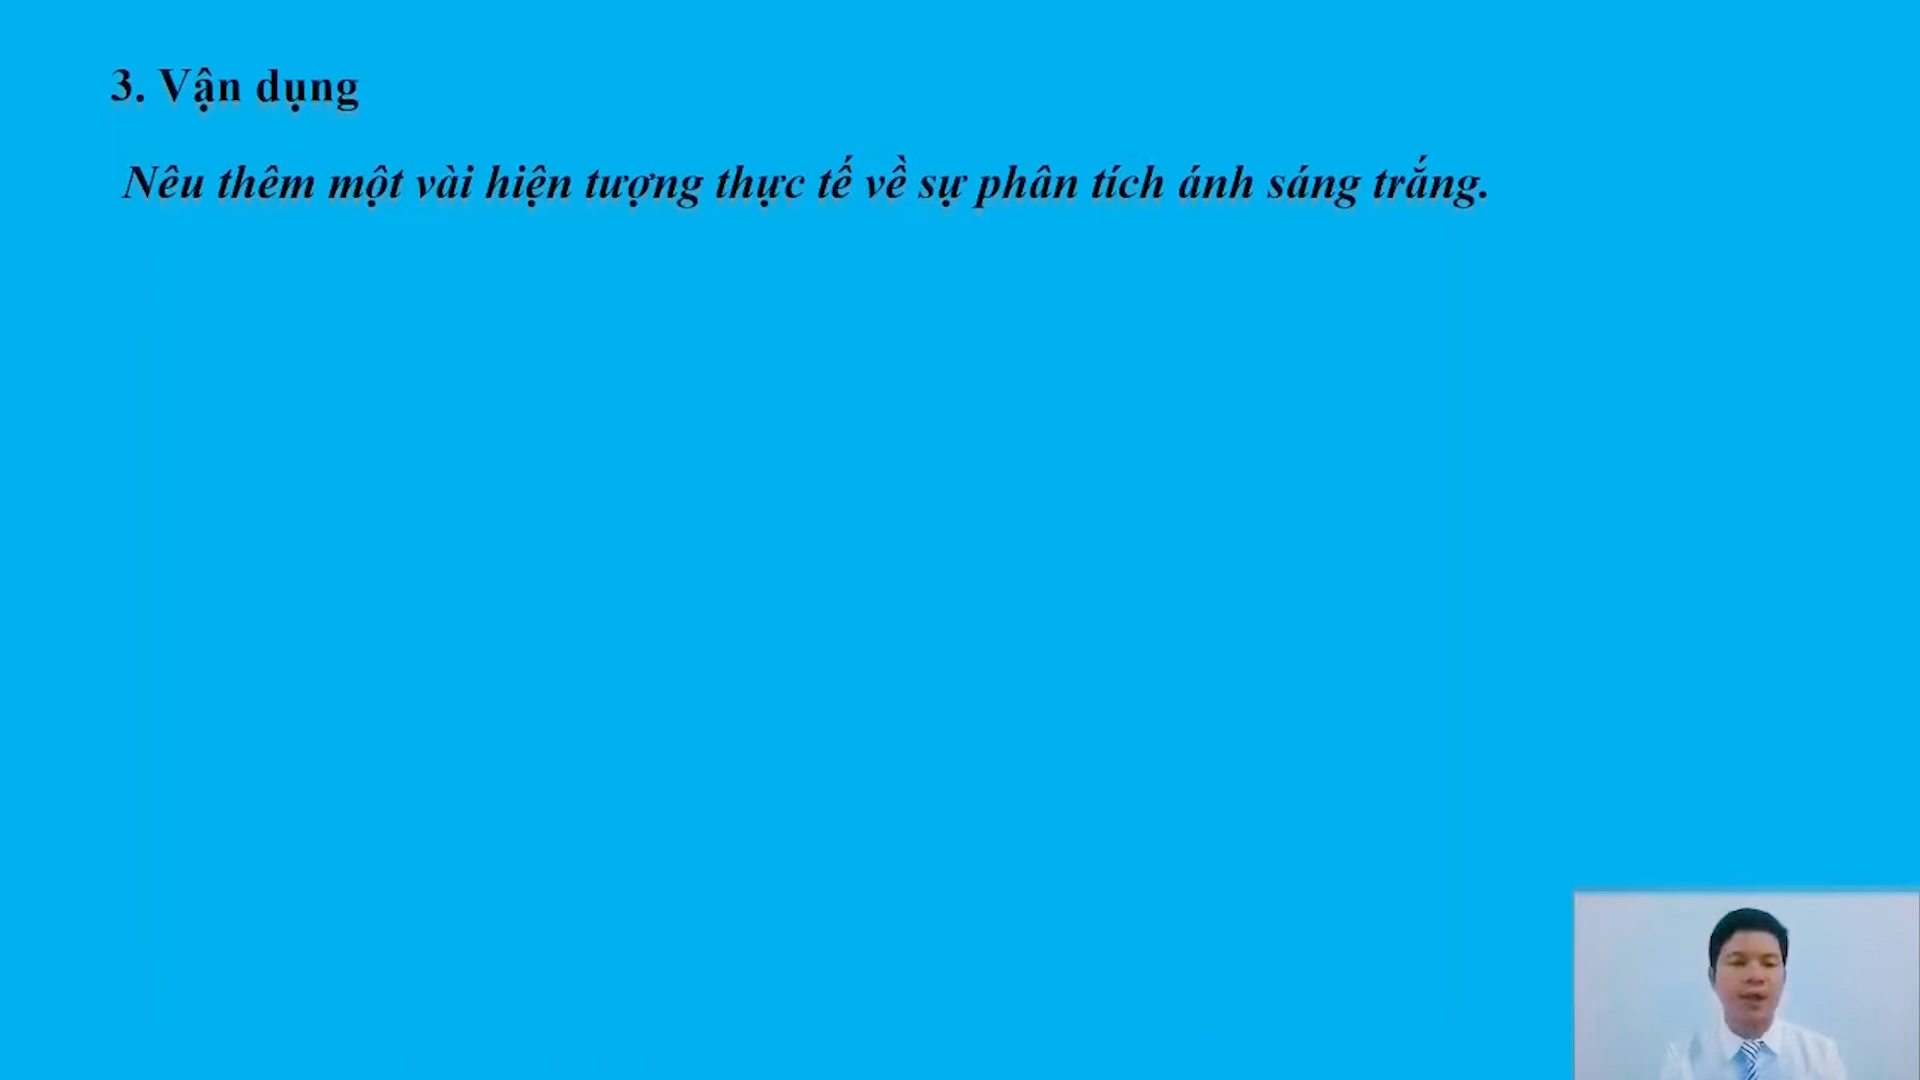 3. Vận dụng
Nêu thêm một vài hiện tượng thực tế về sự phân tích ánh sáng trắng.